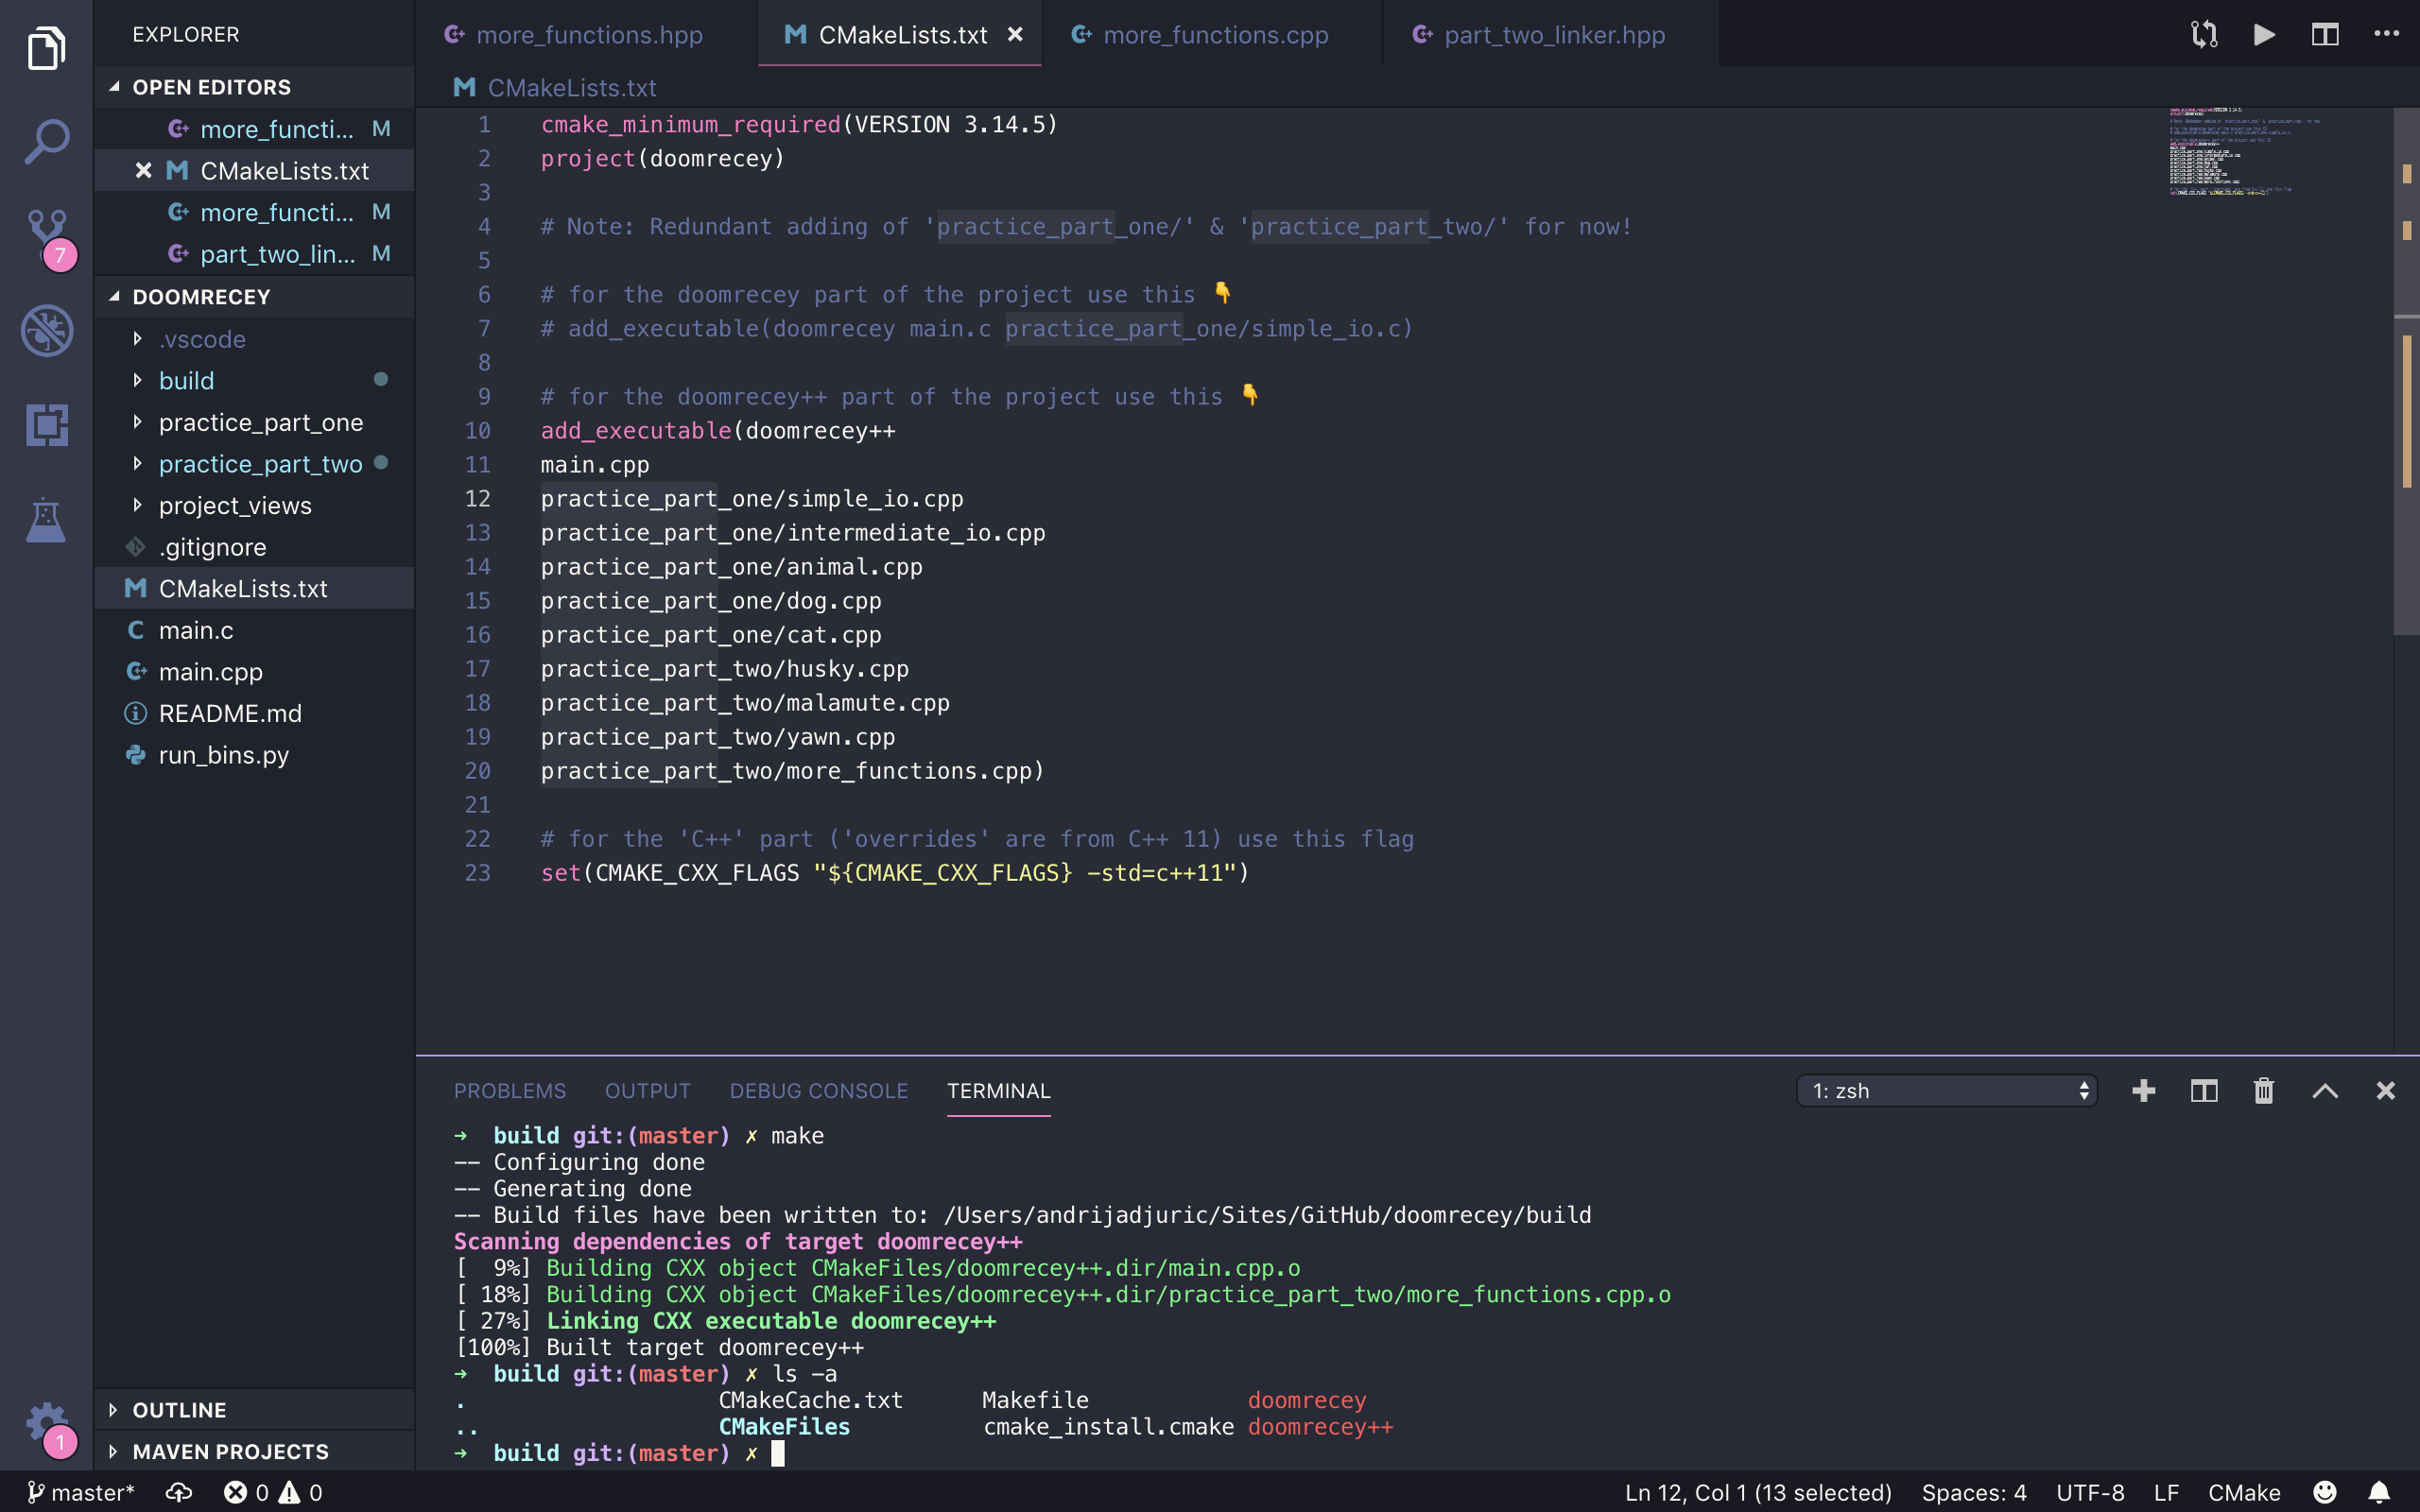 EXPLORER
OPEN EDITORS
more_functi... M
CMakeLists.txt
more_functi... M
part_two_lin... M
DOOMRECEY
.vscode
build
practice_part_one
practice_part_two
project_views
.gitignore
CMakeLists.txt
main.c
main.cpp
README.md
run_bins.py
OUTLINE
MAVEN PROJECTS
7
1
more_functions.hpp
CMakeLists.txt
more_functions.cpp
part_two_linker.hpp
CMakeLists.txt
1 cmake_minimum_required(VERSION 3.14.5)
2 project(doomrecey)
3
4 # Note: Redundant adding of 'practice_part_one/' & 'practice_part_two/' for now!
5
6 # for the doomrecey part of the project use this 👇
7 # add_executable(doomrecey main.c practice_part_one/simple_io.c)
8
9 # for the doomrecey++ part of the project use this 👇
10 add_executable(doomrecey++
11 main.cpp
12 practice_part_one/simple_io.cpp
13 practice_part_one/intermediate_io.cpp
14 practice_part_one/animal.cpp
15 practice_part_one/dog.cpp
16 practice_part_one/cat.cpp
17 practice_part_two/husky.cpp
18 practice_part_two/malamute.cpp
19 practice_part_two/yawn.cpp
20 practice_part_two/more_functions.cpp)
21
22 # for the 'C++' part ('overrides' are from C++ 11) use this flag
23 set(CMAKE_CXX_FLAGS "${CMAKE_CXX_FLAGS} -std=c++11")
PROBLEMS OUTPUT DEBUG CONSOLE TERMINAL 1: zsh
➜ build git:(master) ✗ make
-- Configuring done
-- Generating done
-- Build files have been written to: /Users/andrijadjuric/Sites/GitHub/doomrecey/build
Scanning dependencies of target doomrecey++
[  9%] Building CXX object CMakeFiles/doomrecey++.dir/main.cpp.o
[ 18%] Building CXX object CMakeFiles/doomrecey++.dir/practice_part_two/more_functions.cpp.o
[ 27%] Linking CXX executable doomrecey++
[100%] Built target doomrecey++
➜ build git:(master) ✗ ls -a
. CMakeCache.txt Makefile doomrecey
.. CMakeFiles cmake_install.cmake doomrecey++
➜ build git:(master) ✗
master* 0 0 Ln 12, Col 1 (13 selected) Spaces: 4 UTF-8 LF CMake